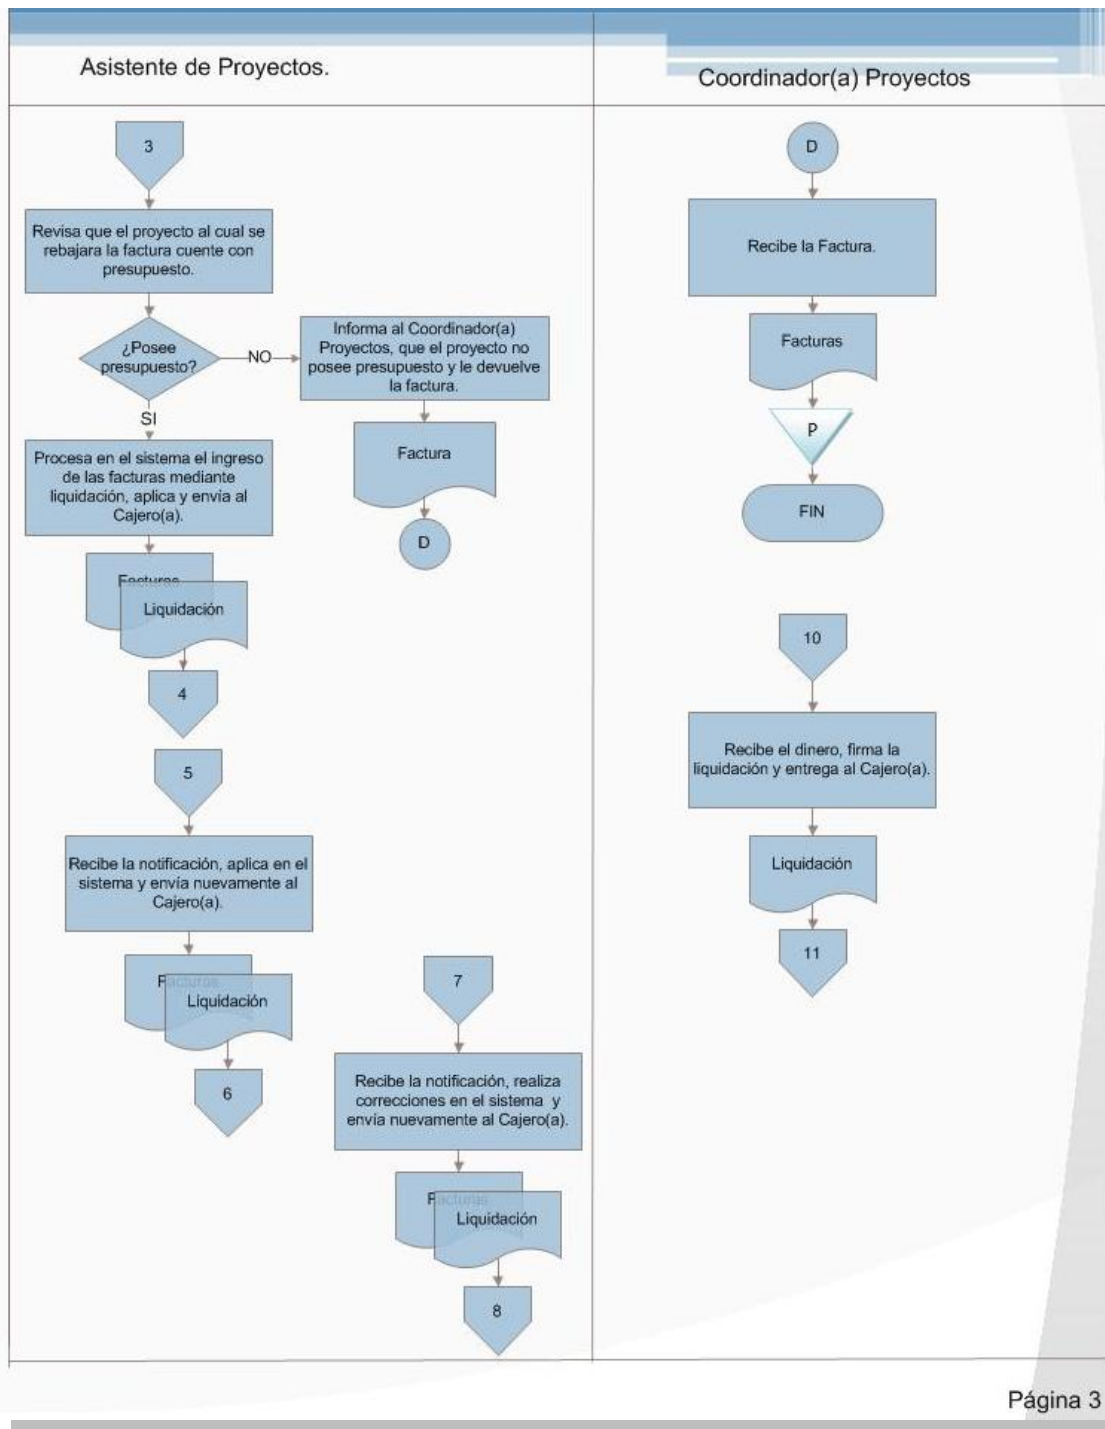 Asistente de Proyectos.
Coordinador(a) Proyectos
3
Revisa que el proyecto al cual se
rebajara la factura cuente con
presupuesto.
¿Posee
presupuesto?
NO
Informa al Coordinador(a)
Proyectos, que el proyecto no
posee presupuesto y le devuelve
la factura.
Factura
D
SI
Procesa en el sistema el ingreso
de las facturas mediante
liquidación, aplica y envía al
Cajero(a).
Facturas
Liquidación
4
5
Recibe la notificación, aplica en el
sistema y envía nuevamente al
Cajero(a).
Facturas
Liquidación
6
7
Recibe la notificación, realiza
correcciones en el sistema y
envía nuevamente al Cajero(a).
Facturas
Liquidación
8
D
Recibe la Factura.
Facturas
P
FIN
10
Recibe el dinero, firma la
liquidación y entrega al Cajero(a).
Liquidación
11
Página 3